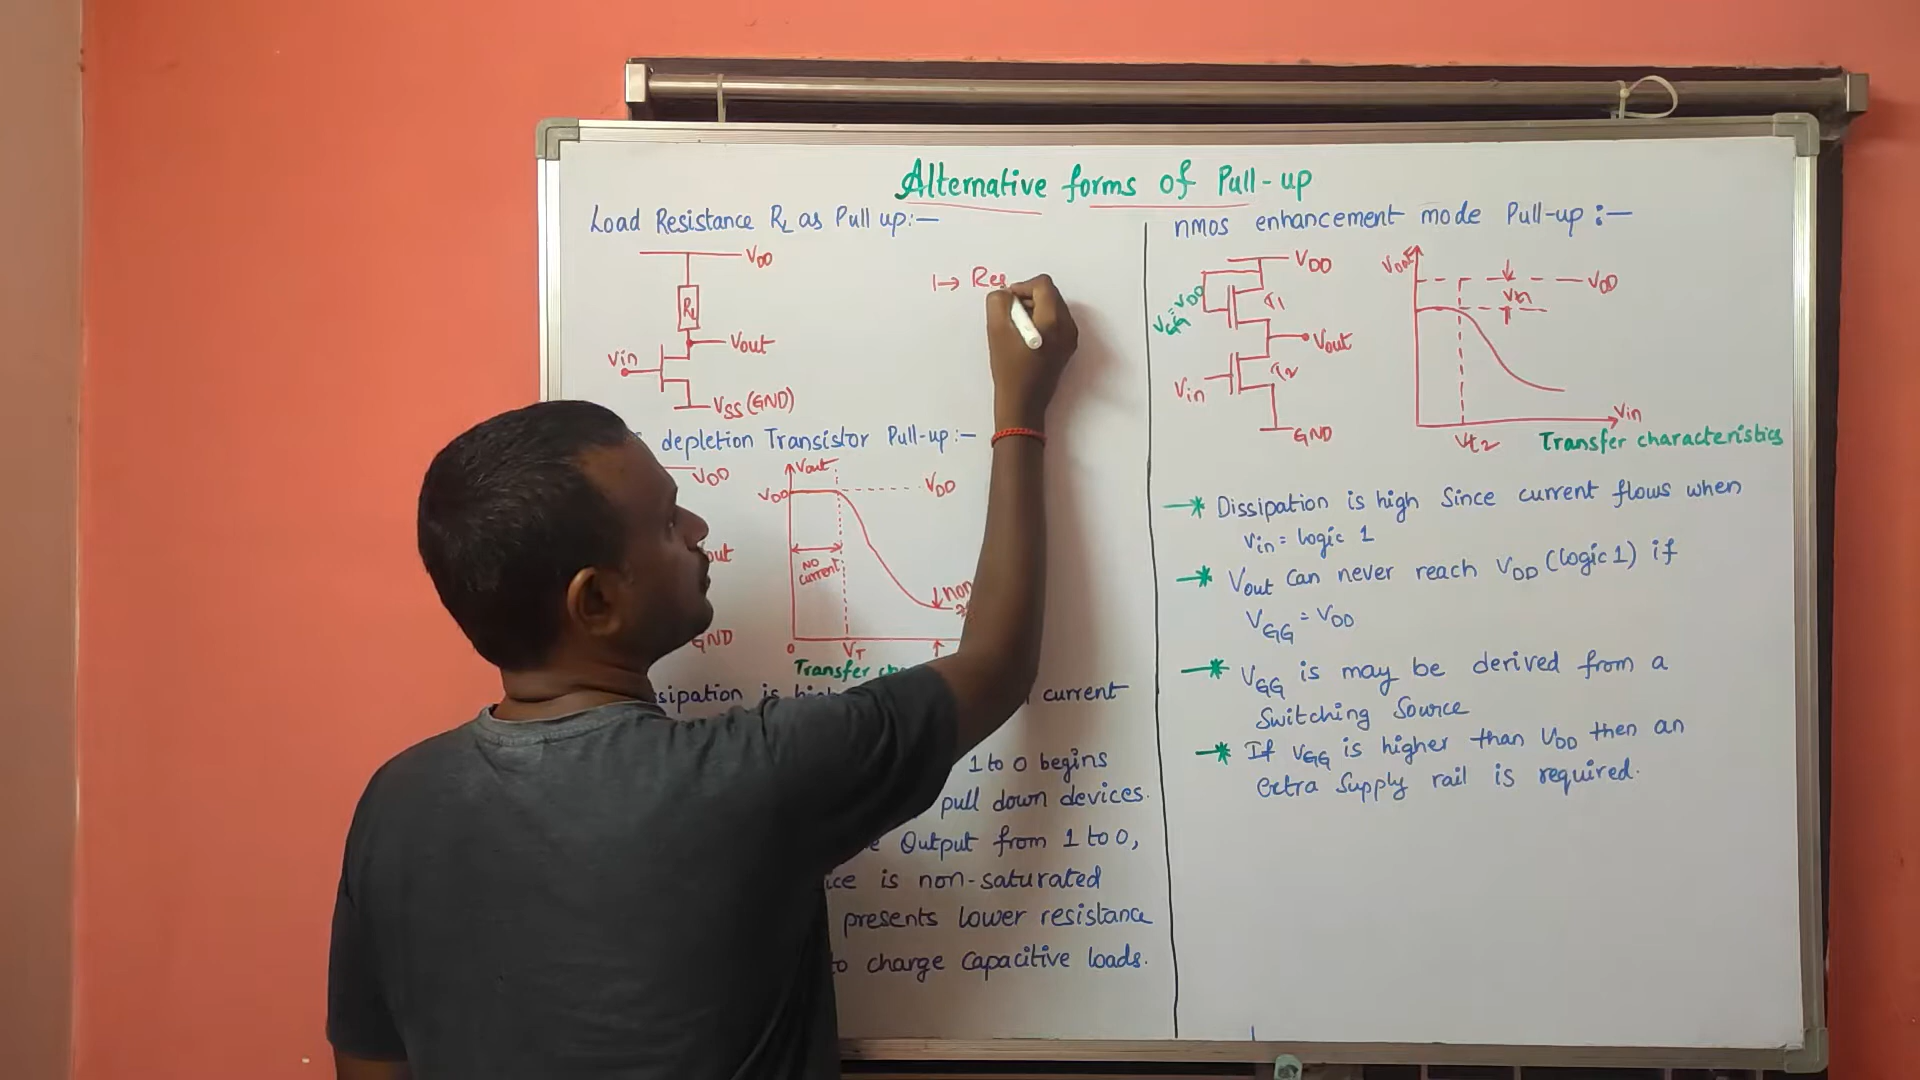 Alternative forms of Pull-up
Load Resistance RL as Pull up:—
VDD
RL
Vout
Vin
VSS (GND)
1→ Res
depletion Transistor Pull-up:—
VDD
out
GND
Vout
VDD
VDD
NO
current
non
0
VT
Transfer
sipation is current
1 to 0 begins
pull down devices.
Output from 1 to 0,
ice is non-saturated
presents lower resistance
to charge capacitive loads.
nmos enhancement mode Pull-up:—
VDD
VGG=VDD
T1
Vout
T2
Vin
GND
Vout
VDD
Vin
Vt2
Transfer characteristics
Dissipation is high Since current flows when
Vin = logic 1
Vout can never reach VDD (logic 1) if
VGG = VDD
VGG is may be derived from a
Switching Source
If VGG is higher than VDD then an
extra Supply rail is required.